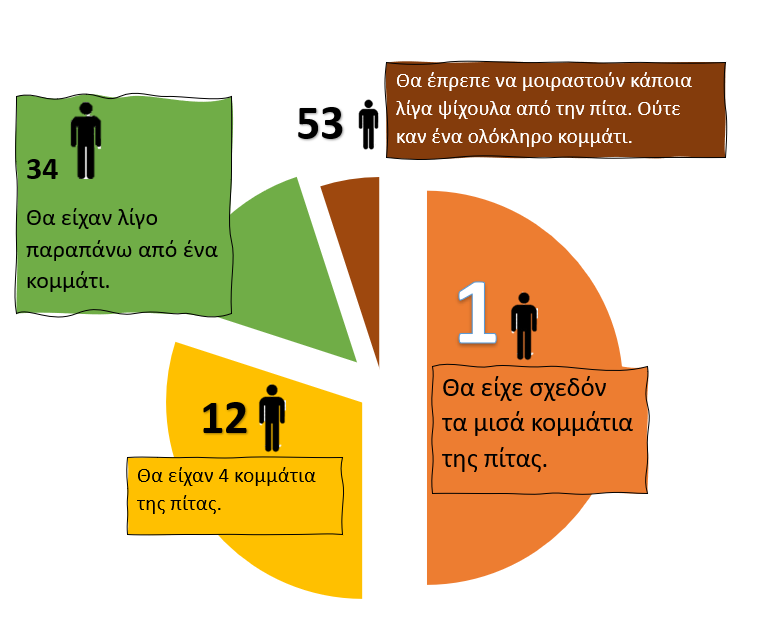 53
Θα έπρεπε να μοιραστούν κάποια
λίγα ψίχουλα από την πίτα. Ούτε
καν ένα ολόκληρο κομμάτι.
34
Θα είχαν λίγο
παραπάνω από ένα
κομμάτι.
1
Θα είχε σχεδόν
τα μισά κομμάτια
της πίτας.
12
Θα είχαν 4 κομμάτια
της πίτας.